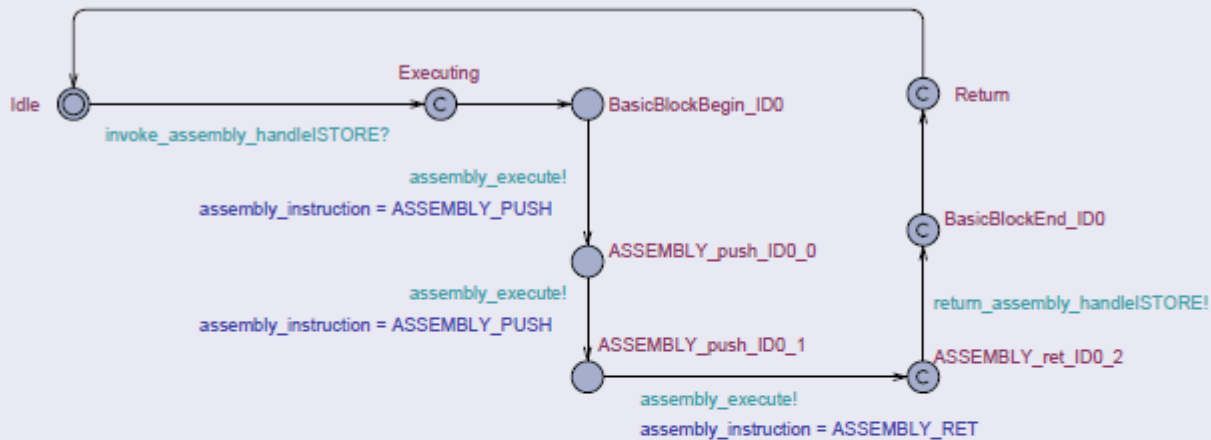 Executing
Idle
C
BasicBlockBegin_ID0
C
Return
invoke_assembly_handleISTORE?
assembly_execute!
assembly_instruction = ASSEMBLY_PUSH
C
BasicBlockEnd_ID0
ASSEMBLY_push_ID0_0
assembly_execute!
assembly_instruction = ASSEMBLY_PUSH
return_assembly_handleISTORE!
ASSEMBLY_push_ID0_1
ASSEMBLY_ret_ID0_2
C
assembly_execute!
assembly_instruction = ASSEMBLY_RET